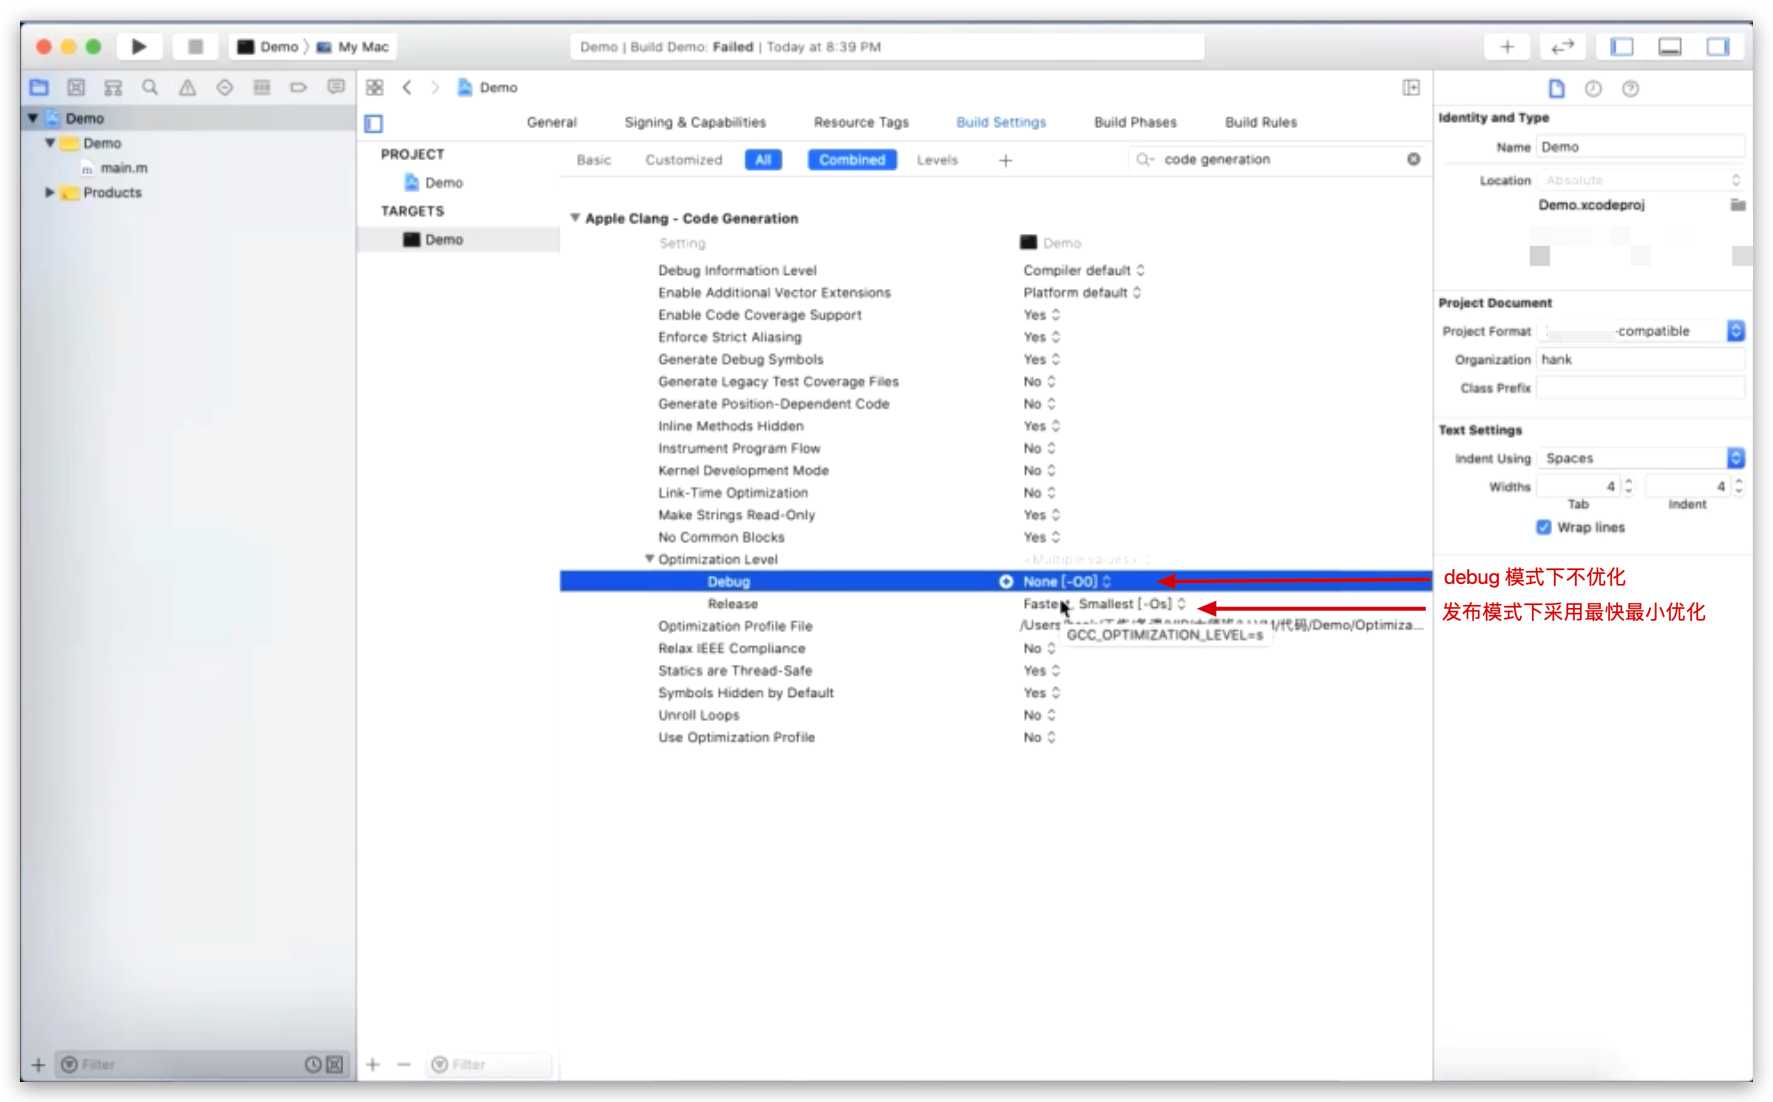 Demo 〉 My Mac
Demo | Build Demo: Failed | Today at 8:39 PM
Demo
Demo
main.m
Products
Filter
Demo
General Signing & Capabilities Resource Tags Build Settings Build Phases Build Rules
PROJECT
Demo
TARGETS
Demo
Filter
Basic Customized All Combined Levels code generation
Apple Clang - Code Generation
Setting Demo
Debug Information Level Compiler default
Enable Additional Vector Extensions Platform default
Enable Code Coverage Support Yes
Enforce Strict Aliasing Yes
Generate Debug Symbols Yes
Generate Legacy Test Coverage Files No
Generate Position-Dependent Code No
Inline Methods Hidden Yes
Instrument Program Flow No
Kernel Development Mode No
Link-Time Optimization No
Make Strings Read-Only Yes
No Common Blocks Yes
Optimization Level <Multiple values>
Debug None [-O0]
Release Fastest, Smallest [-Os]
Optimization Profile File /Users/代码/Demo/Optimiza...
GCC_OPTIMIZATION_LEVEL=s
Relax IEEE Compliance No
Statics are Thread-Safe Yes
Symbols Hidden by Default Yes
Unroll Loops No
Use Optimization Profile No
Identity and Type
Name Demo
Location Absolute
Demo.xcodeproj
Project Document
Project Format -compatible
Organization hank
Class Prefix
Text Settings
Indent Using Spaces
Widths 4 4
Tab Indent
Wrap lines
debug 模式下不优化
发布模式下采用最快最小优化